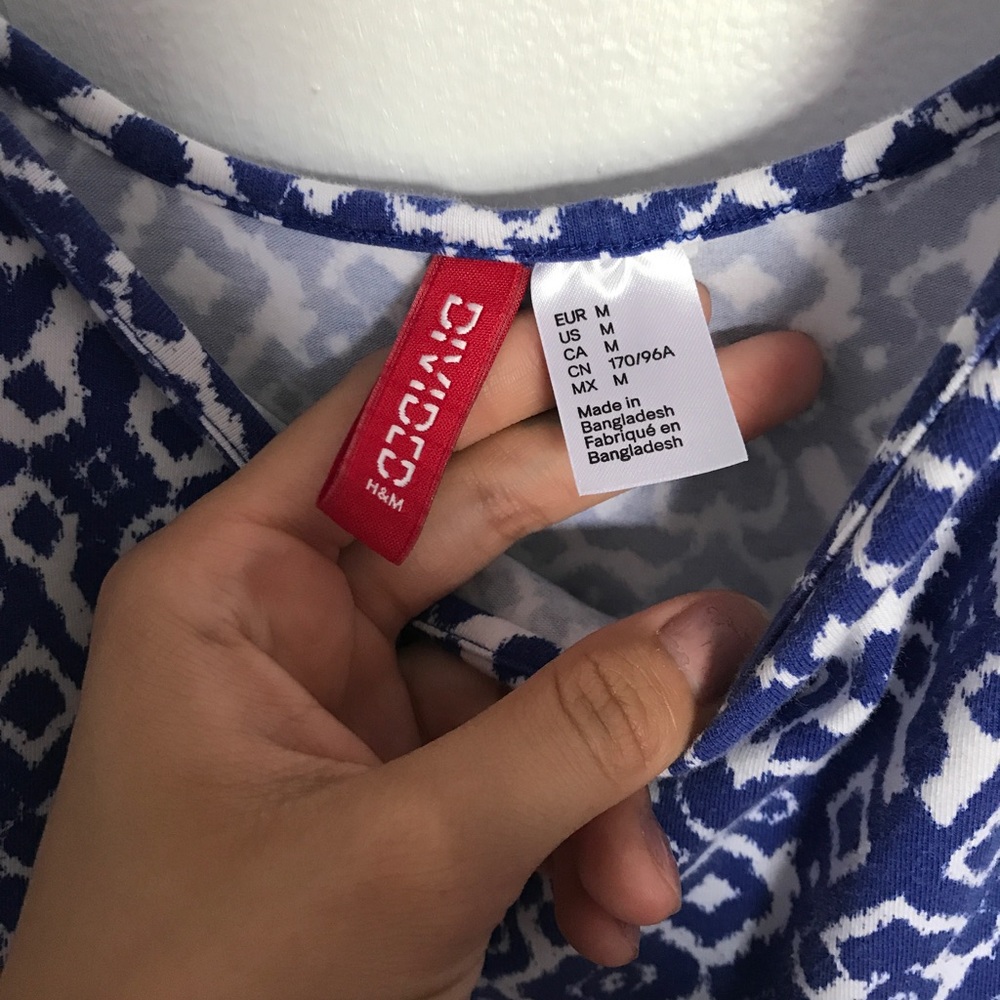 DIVIDED
H&M
EUR M
US M
CA M
CN 170/96A
MX M
Made in
Bangladesh
Fabriqué en
Bangladesh